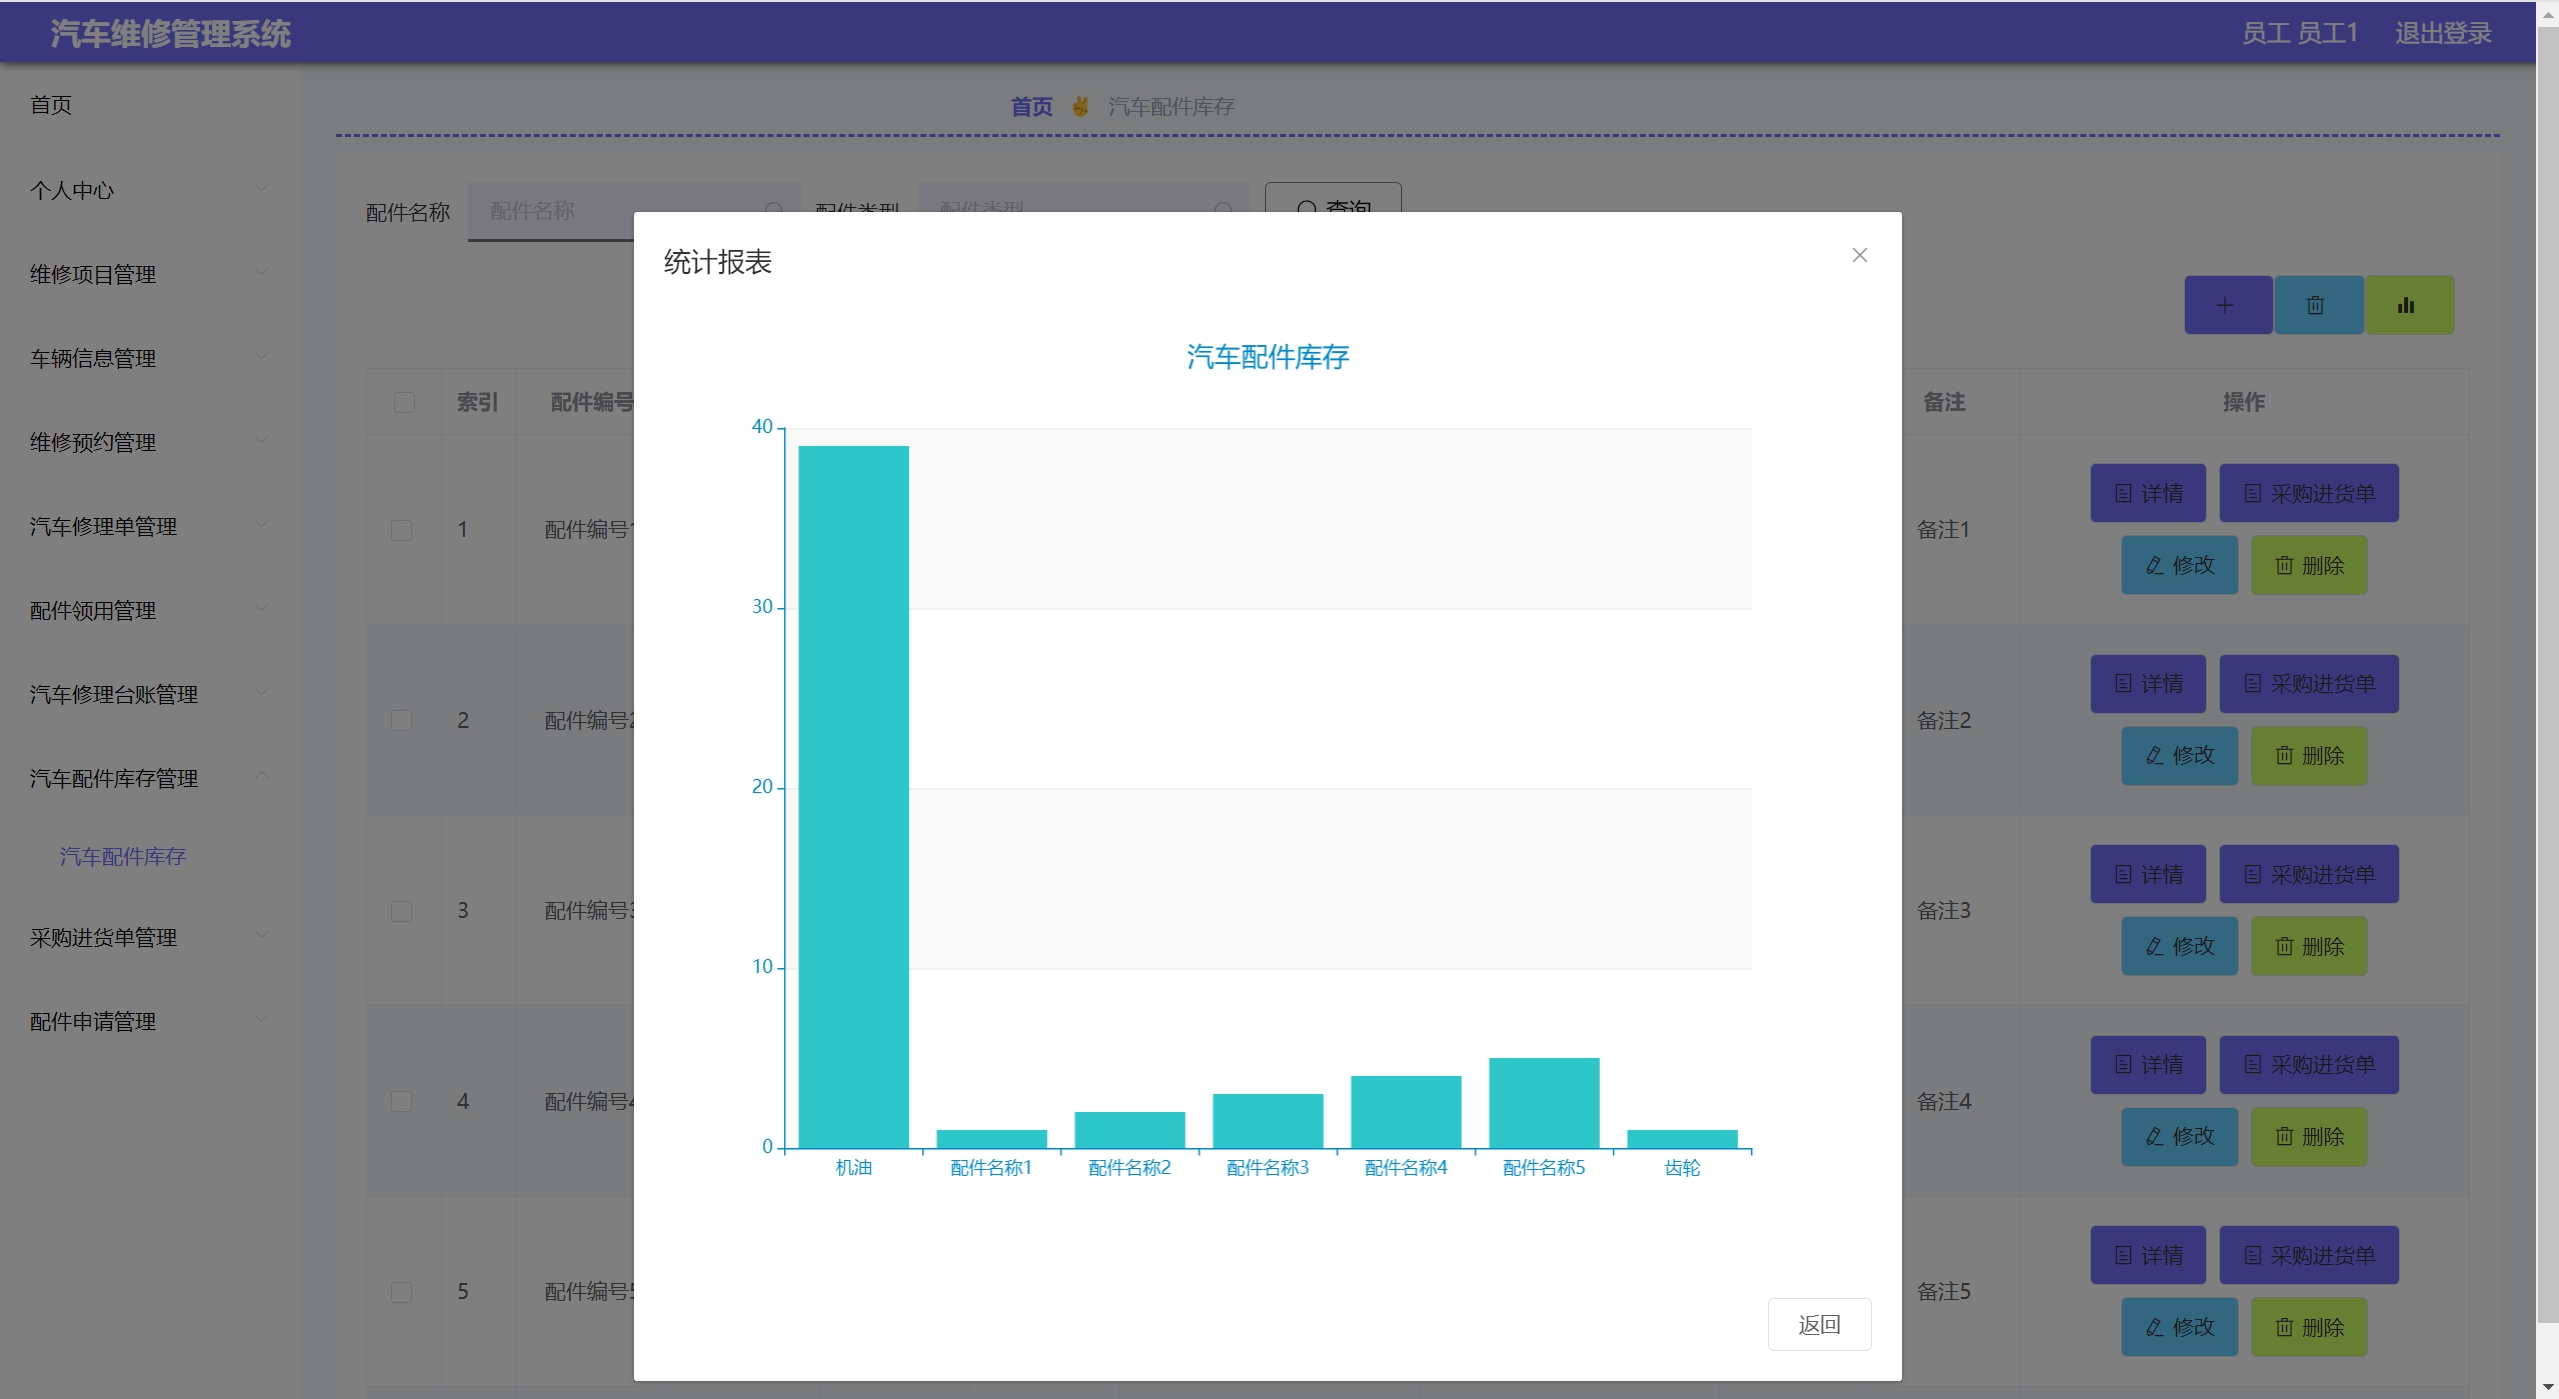 汽车维修管理系统
员工 员工1 退出登录
首页
个人中心
维修项目管理
车辆信息管理
维修预约管理
汽车修理单管理
配件领用管理
汽车修理台账管理
汽车配件库存管理
汽车配件库存
采购进货单管理
配件申请管理
首页 ✌ 汽车配件库存
配件名称 配件名称 配件类型 配件类型 查询
索引 配件编号 备注 操作
1 配件编号1 备注1 详情 采购进货单
修改 删除
2 配件编号2 备注2 详情 采购进货单
修改 删除
3 配件编号3 备注3 详情 采购进货单
修改 删除
4 配件编号4 备注4 详情 采购进货单
修改 删除
5 配件编号5 备注5 详情 采购进货单
修改 删除
统计报表
汽车配件库存
40
30
20
10
0
机油 配件名称1 配件名称2 配件名称3 配件名称4 配件名称5 齿轮
返回